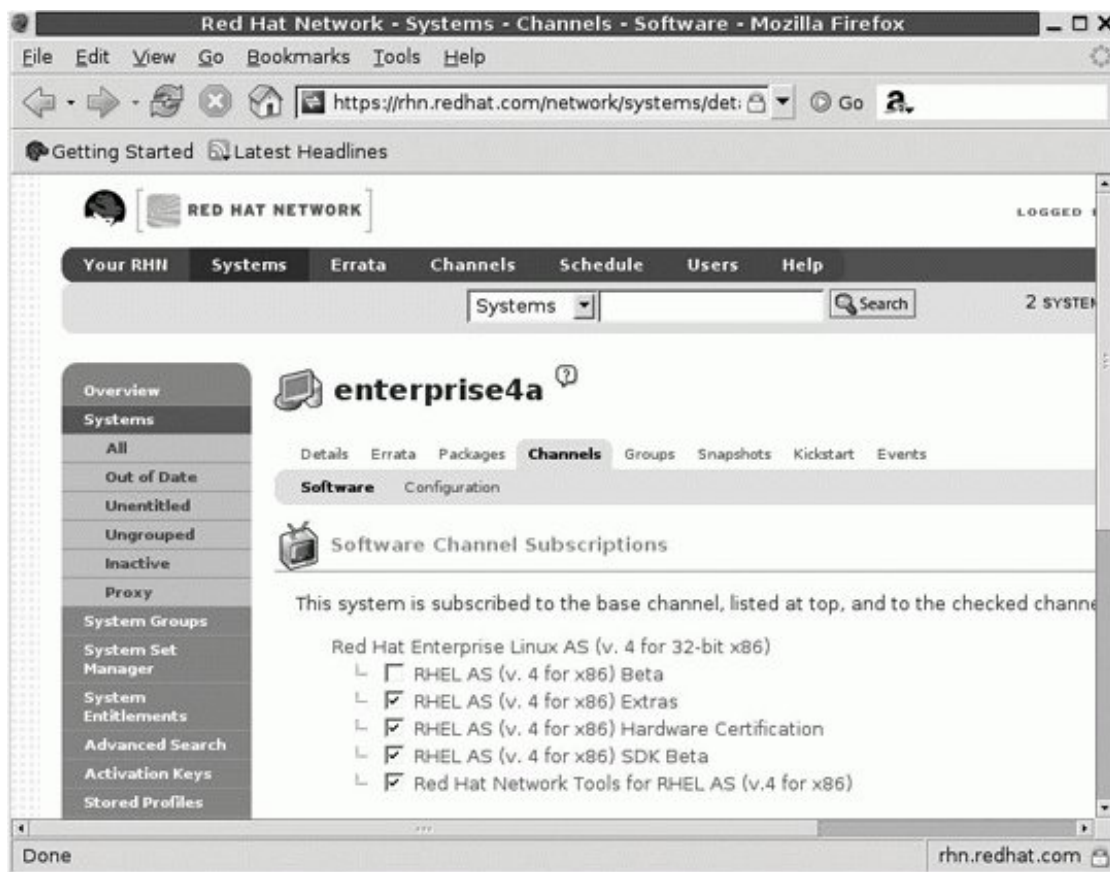 Red Hat Network - Systems - Channels - Software - Mozilla Firefox
File Edit View Go Bookmarks Tools Help
https://rhn.redhat.com/network/systems/det Go a.
Getting Started Latest Headlines
RED HAT NETWORK
LOGGED
Your RHN Systems Errata Channels Schedule Users Help
Systems Search 2 SYSTEM
Overview
Systems
All
Out of Date
Unentitled
Ungrouped
Inactive
Proxy
System Groups
System Set
Manager
System
Entitlements
Advanced Search
Activation Keys
Stored Profiles
enterprise4a ?
Details Errata Packages Channels Groups Snapshots Kickstart Events
Software Configuration
Software Channel Subscriptions
This system is subscribed to the base channel, listed at top, and to the checked channe
Red Hat Enterprise Linux AS (v. 4 for 32-bit x86)
RHEL AS (v. 4 for x86) Beta
RHEL AS (v. 4 for x86) Extras
RHEL AS (v. 4 for x86) Hardware Certification
RHEL AS (v. 4 for x86) SDK Beta
Red Hat Network Tools for RHEL AS (v.4 for x86)
Done rhn.redhat.com